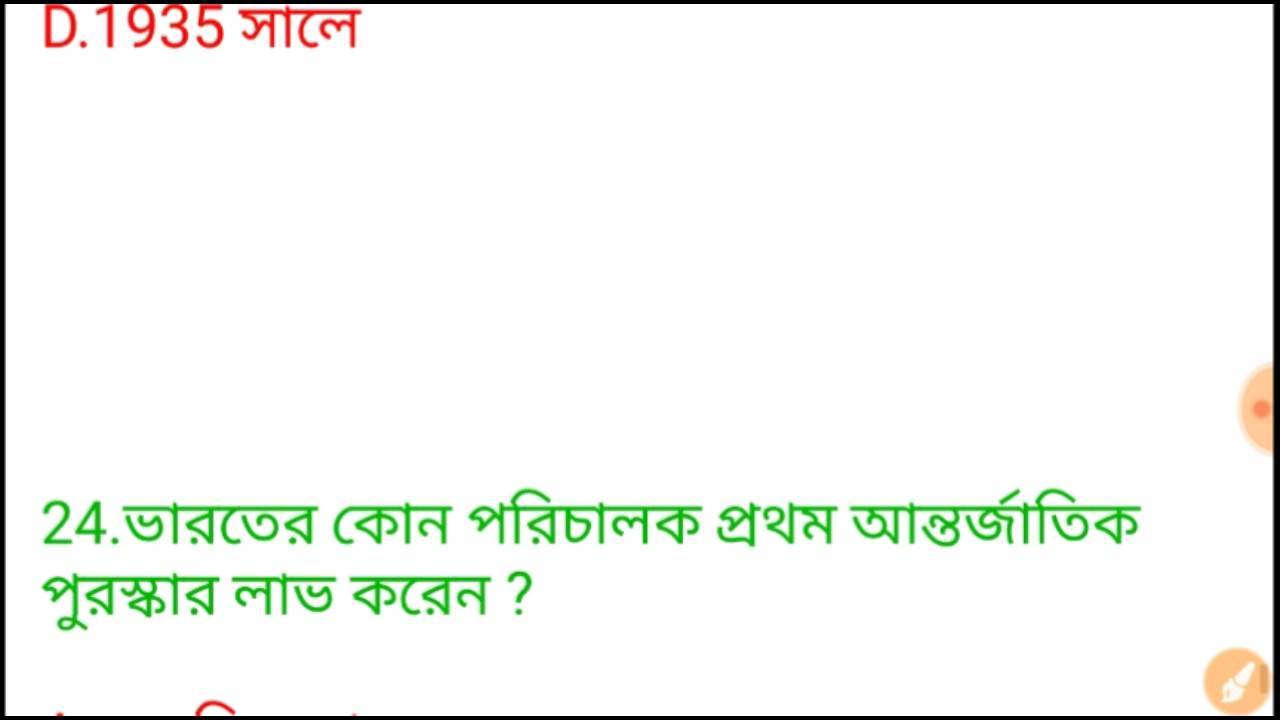 D.1935 সালে
24.ভারতের কোন পরিচালক প্রথম আন্তর্জাতিক
পুরস্কার লাভ করেন ?